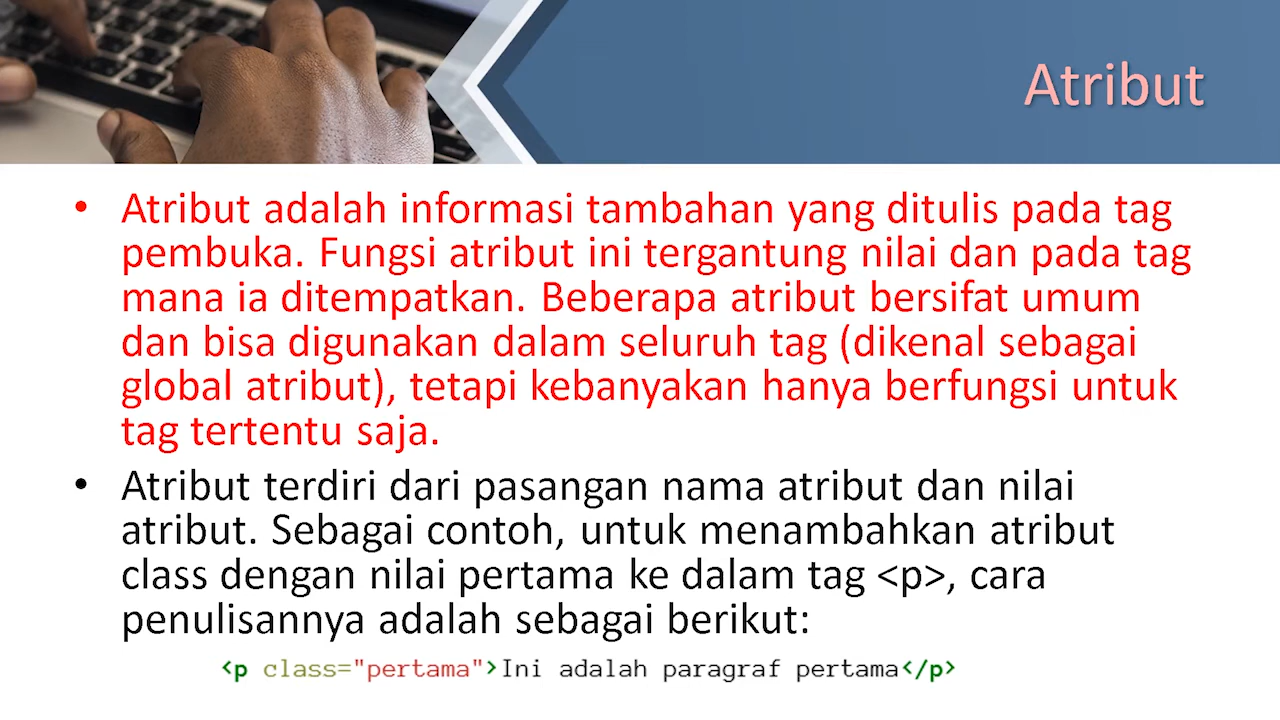 Atribut
• Atribut adalah informasi tambahan yang ditulis pada tag
pembuka. Fungsi atribut ini tergantung nilai dan pada tag
mana ia ditempatkan. Beberapa atribut bersifat umum
dan bisa digunakan dalam seluruh tag (dikenal sebagai
global atribut), tetapi kebanyakan hanya berfungsi untuk
tag tertentu saja.
• Atribut terdiri dari pasangan nama atribut dan nilai
atribut. Sebagai contoh, untuk menambahkan atribut
class dengan nilai pertama ke dalam tag <p>, cara
penulisannya adalah sebagai berikut:
<p class="pertama">Ini adalah paragraf pertama</p>